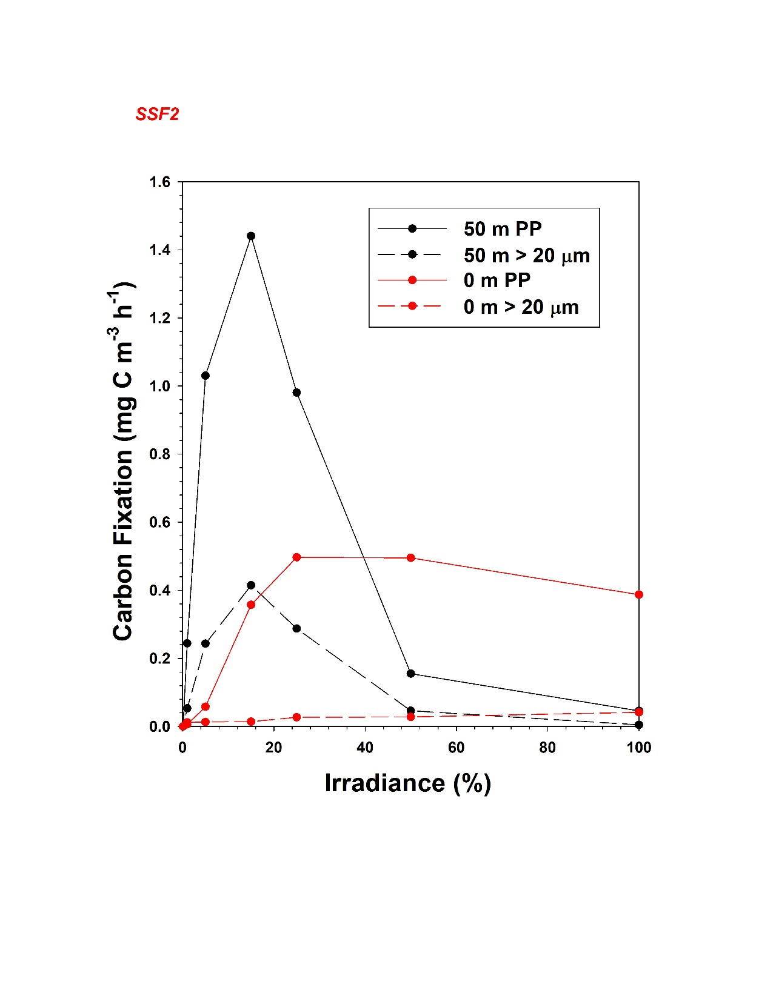 SSF2
1.6
1.4
1.2
1.0
0.8
0.6
0.4
0.2
0.0
Carbon Fixation (mg C m⁻³ h⁻¹)
50 m PP
50 m > 20 μm
0 m PP
0 m > 20 μm
0 20 40 60 80 100
Irradiance (%)